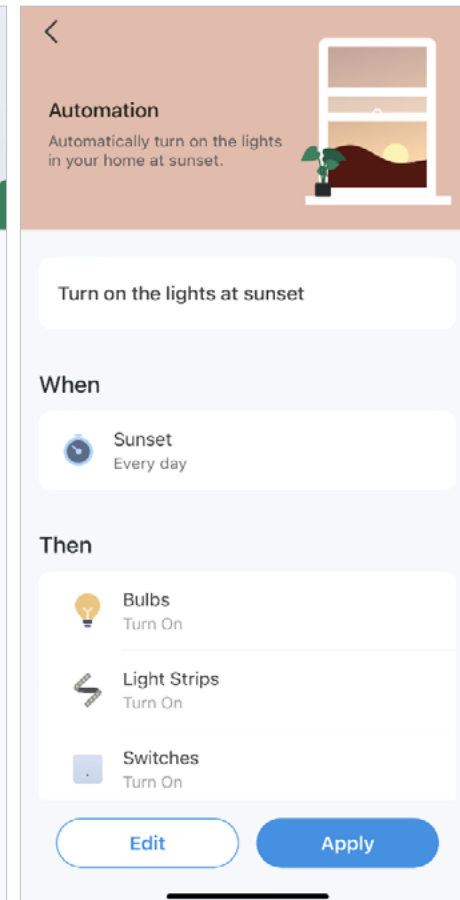 Automation
Automatically turn on the lights
in your home at sunset.
Turn on the lights at sunset
When
Sunset
Every day
Then
Bulbs
Turn On
Light Strips
Turn On
Switches
Turn On
Edit
Apply